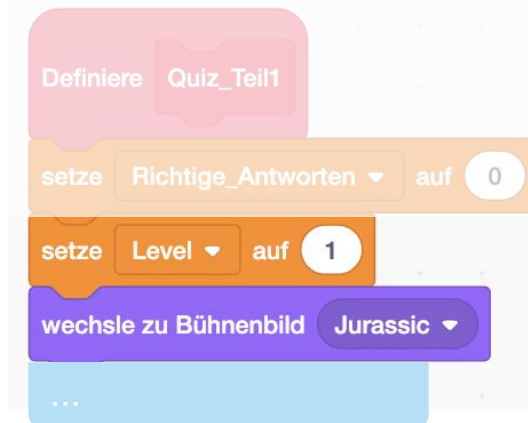 Definiere Quiz_Teil1
setze Richtige_Antworten auf 0
setze Level auf 1
wechsle zu Bühnenbild Jurassic
...